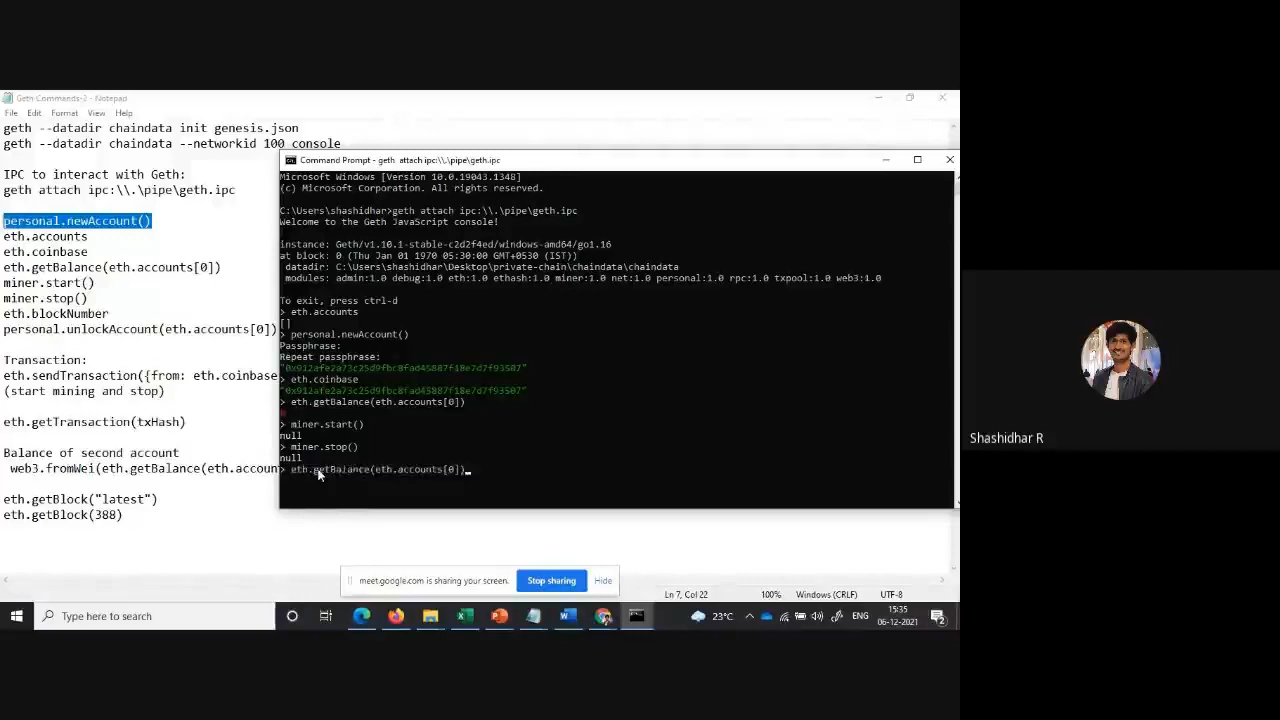 Geth Commands-2 - Notepad
File Edit Format View Help
geth --datadir chaindata init genesis.json
geth --datadir chaindata --networkid 100 console
IPC to interact with Geth:
geth attach ipc:\\.\pipe\geth.ipc
personal.newAccount()
eth.accounts
eth.coinbase
eth.getBalance(eth.accounts[0])
miner.start()
miner.stop()
eth.blockNumber
personal.unlockAccount(eth.accounts[0])
Transaction:
eth.sendTransaction({from: eth.coinbase
(start mining and stop)
eth.getTransaction(txHash)
Balance of second account
web3.fromWei(eth.getBalance(eth.accoun
eth.getBlock("latest")
eth.getBlock(388)
Command Prompt - geth attach ipc:\\.\pipe\geth.ipc
Microsoft Windows [Version 10.0.19043.1348]
(c) Microsoft Corporation. All rights reserved.
C:\Users\shashidhar>geth attach ipc:\\.\pipe\geth.ipc
Welcome to the Geth JavaScript console!
instance: Geth/v1.10.1-stable-c2d2f4ed/windows-amd64/go1.16
at block: 0 (Thu Jan 01 1970 05:30:00 GMT+0530 (IST))
datadir: C:\Users\shashidhar\Desktop\private-chain\chaindata\chaindata
modules: admin:1.0 debug:1.0 eth:1.0 ethash:1.0 miner:1.0 net:1.0 personal:1.0 rpc:1.0 txpool:1.0 web3:1.0
To exit, press ctrl-d
> eth.accounts
[]
> personal.newAccount()
Passphrase:
Repeat passphrase:
> eth.coinbase
> eth.getBalance(eth.accounts[0])
> miner.start()
null
> miner.stop()
null
> eth.getBalance(eth.accounts[0])
meet.google.com is sharing your screen. Stop sharing Hide
Ln 7, Col 22 100% Windows (CRLF) UTF-8
Type here to search
23°C ENG 15:35
06-12-2021 2
Shashidhar R